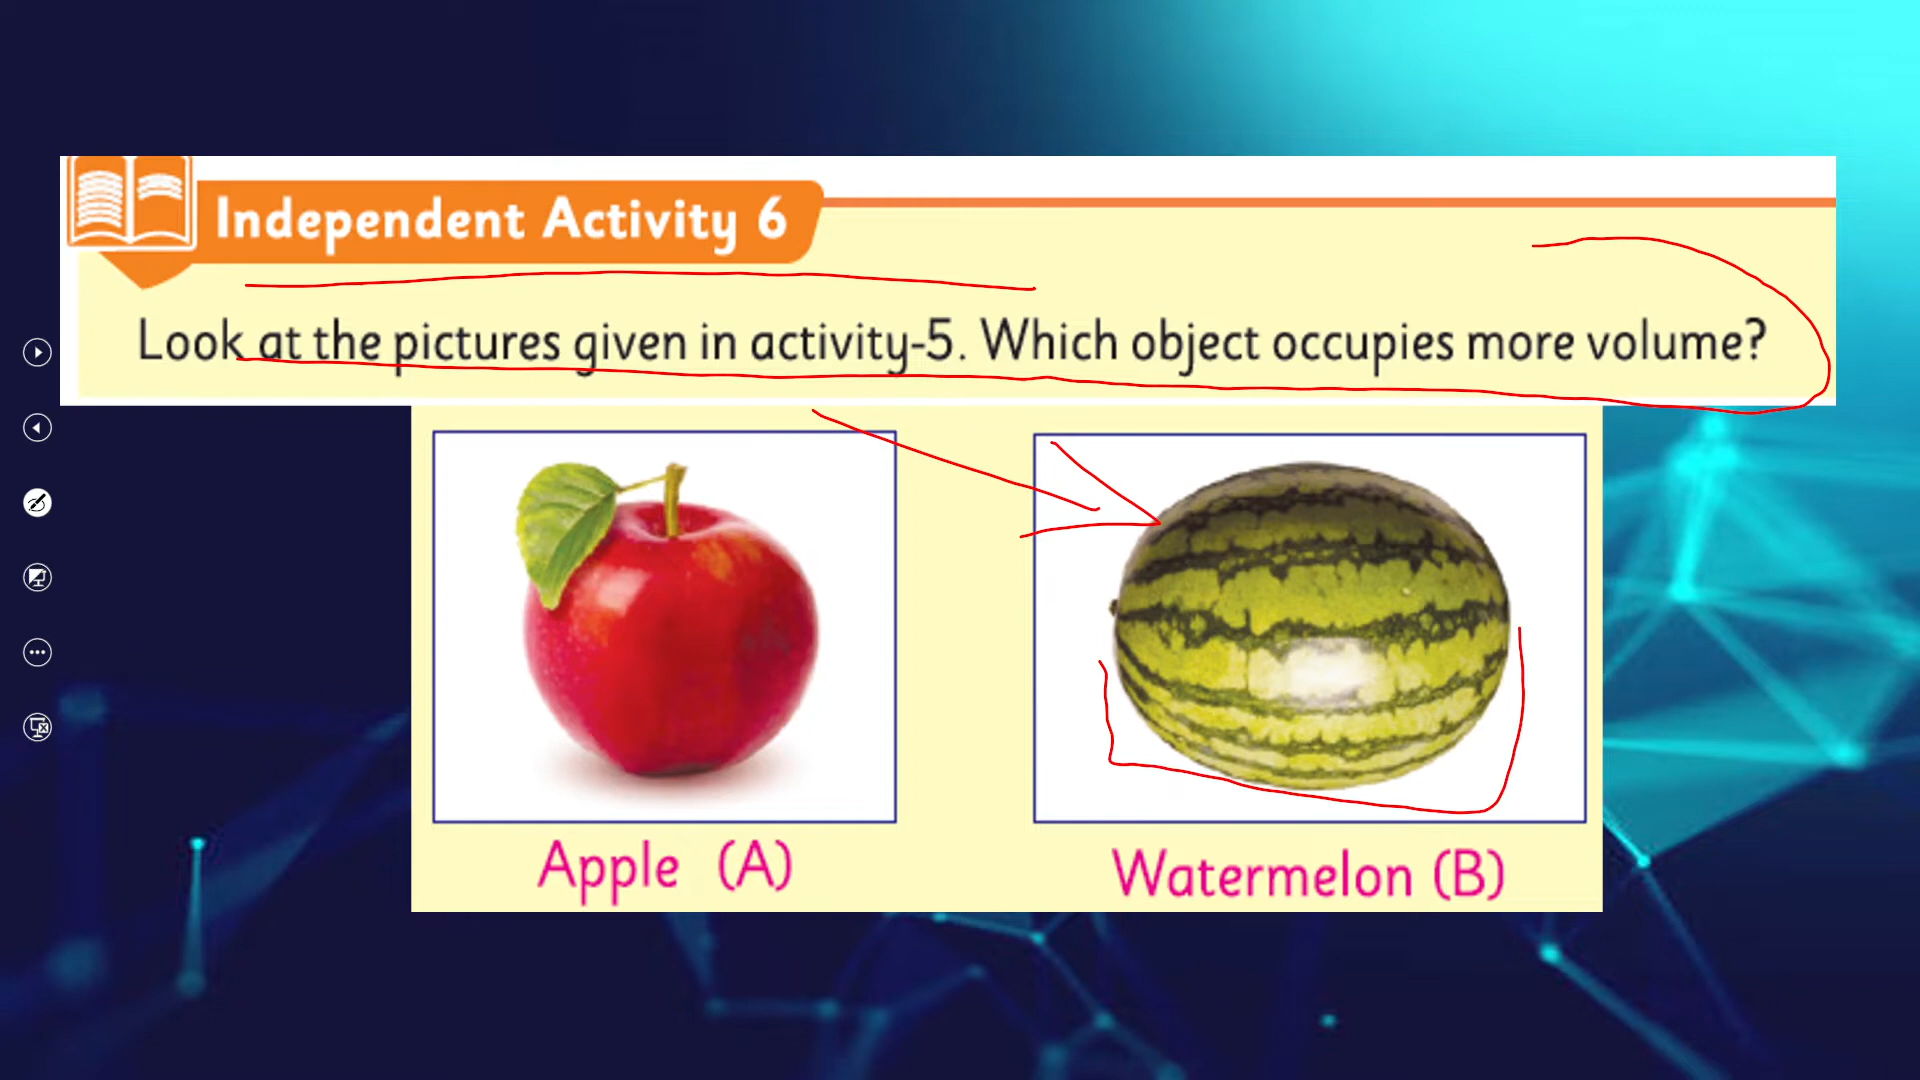 Independent Activity 6
Look at the pictures given in activity-5. Which object occupies more volume?
Apple (A)
Watermelon (B)